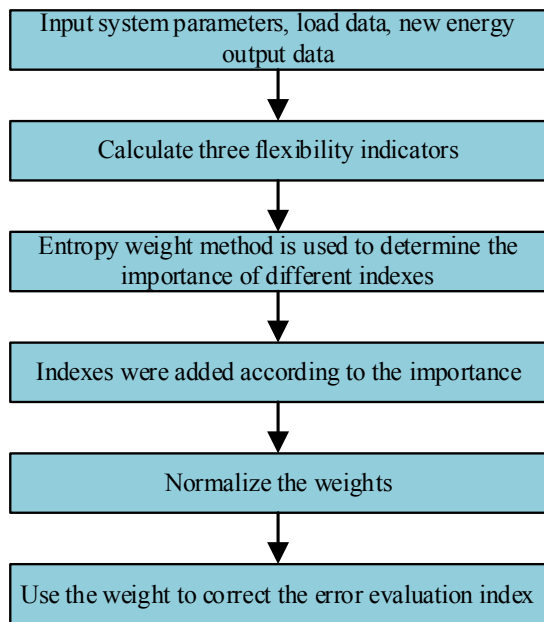 Input system parameters, load data, new energy
output data
Calculate three flexibility indicators
Entropy weight method is used to determine the
importance of different indexes
Indexes were added according to the importance
Normalize the weights
Use the weight to correct the error evaluation index